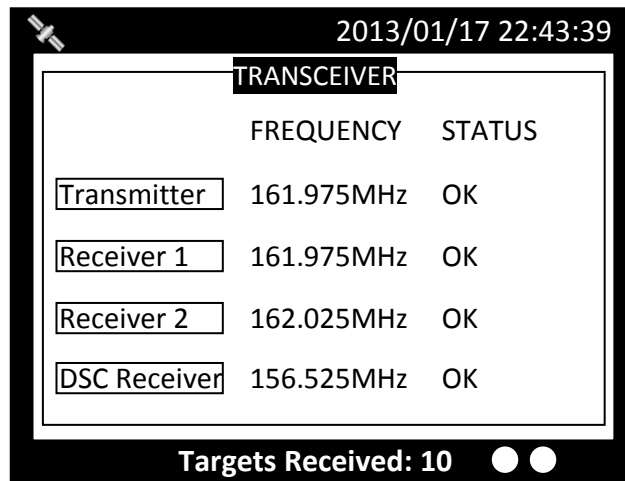 2013/01/17 22:43:39
TRANSCEIVER
FREQUENCY STATUS
Transmitter 161.975MHz OK
Receiver 1 161.975MHz OK
Receiver 2 162.025MHz OK
DSC Receiver 156.525MHz OK
Targets Received: 10